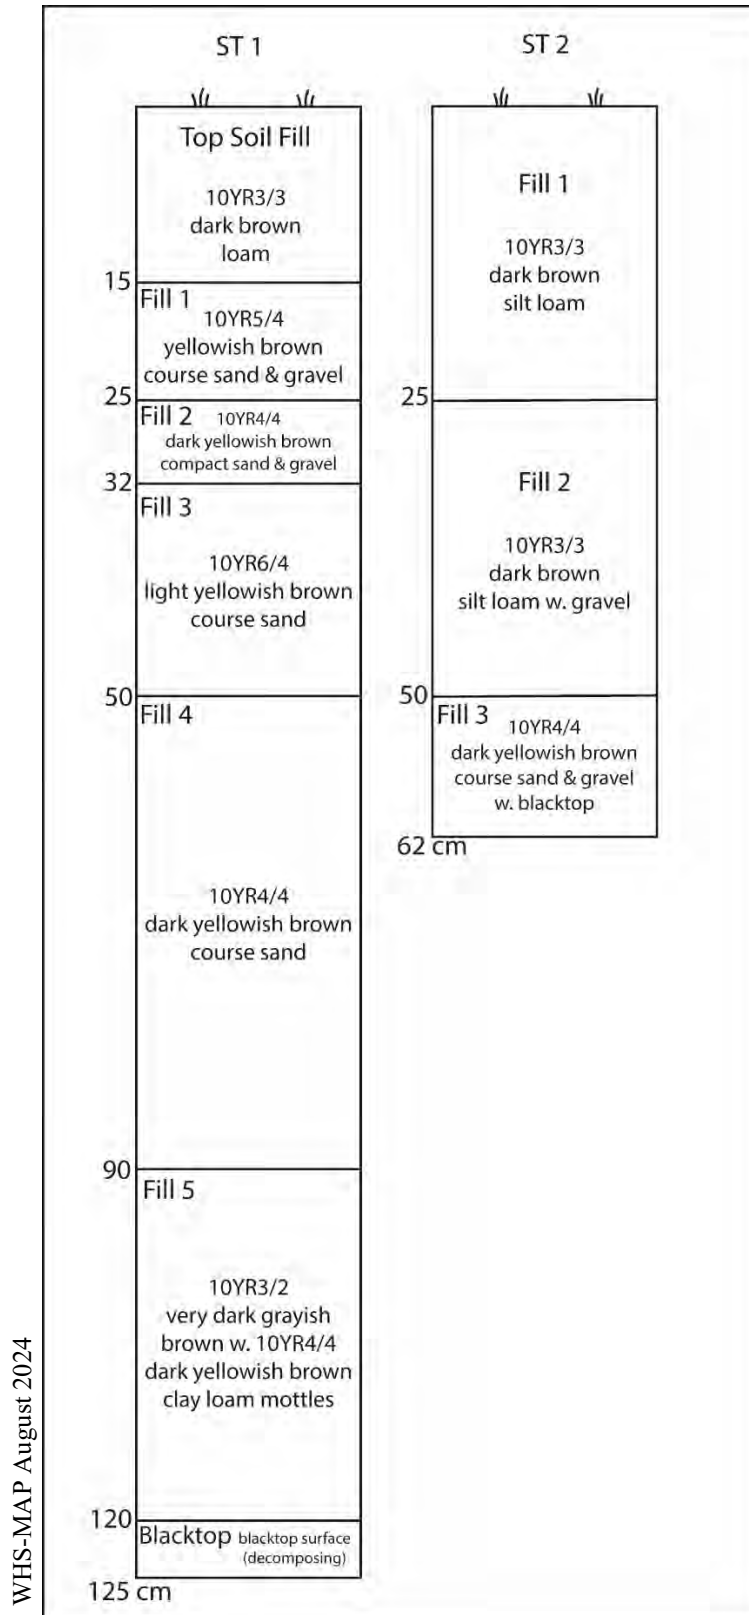 ST 1
Top Soil Fill
10YR3/3
dark brown
loam
15
Fill 1
10YR5/4
yellowish brown
course sand & gravel
25
Fill 2 10YR4/4
dark yellowish brown
compact sand & gravel
32
Fill 3
10YR6/4
light yellowish brown
course sand
50
Fill 4
10YR4/4
dark yellowish brown
course sand
90
Fill 5
10YR3/2
very dark grayish
brown w. 10YR4/4
dark yellowish brown
clay loam mottles
120
Blacktop blacktop surface
(decomposing)
125 cm
ST 2
Fill 1
10YR3/3
dark brown
silt loam
25
Fill 2
10YR3/3
dark brown
silt loam w. gravel
50
Fill 3
10YR4/4
dark yellowish brown
course sand & gravel
w. blacktop
62 cm
WHS-MAP August 2024